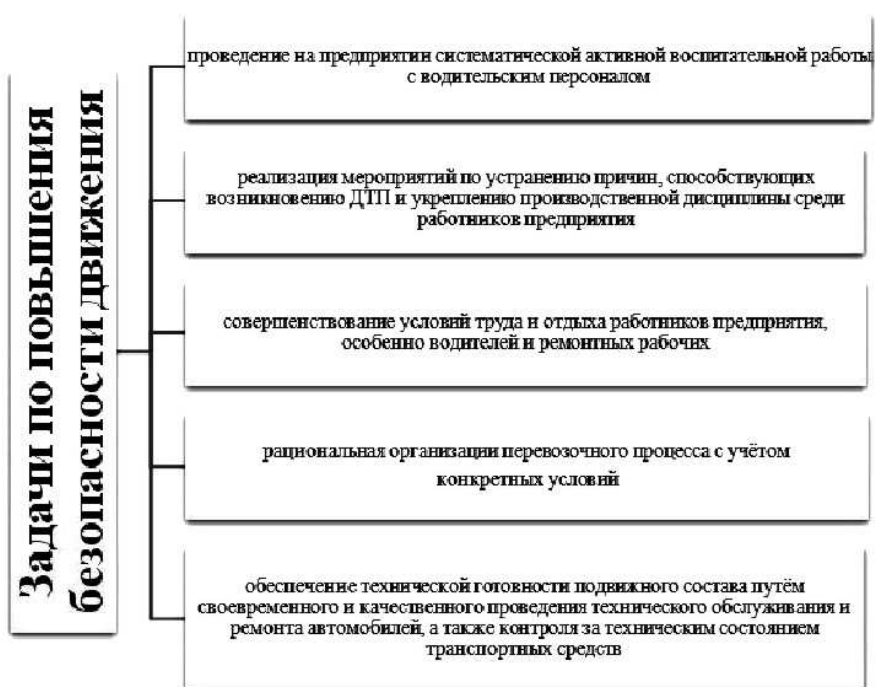 Задачи по повышения
безопасности движения
проведение на предприятии систематической активной воспитательной работы
с водительским персоналом
реализация мероприятий по устранению причин, способствующих
возникновению ДТП и укреплению производственной дисциплины среди
работников предприятия
совершенствование условий труда и отдыха работников предприятия,
особенно водителей и ремонтных рабочих
рациональная организации перевозочного процесса с учётом
конкретных условий
обеспечение технической готовности подвижного состава путём
своевременного и качественного проведения технического обслуживания и
ремонта автомобилей, а также контроля за техническим состоянием
транспортных средств